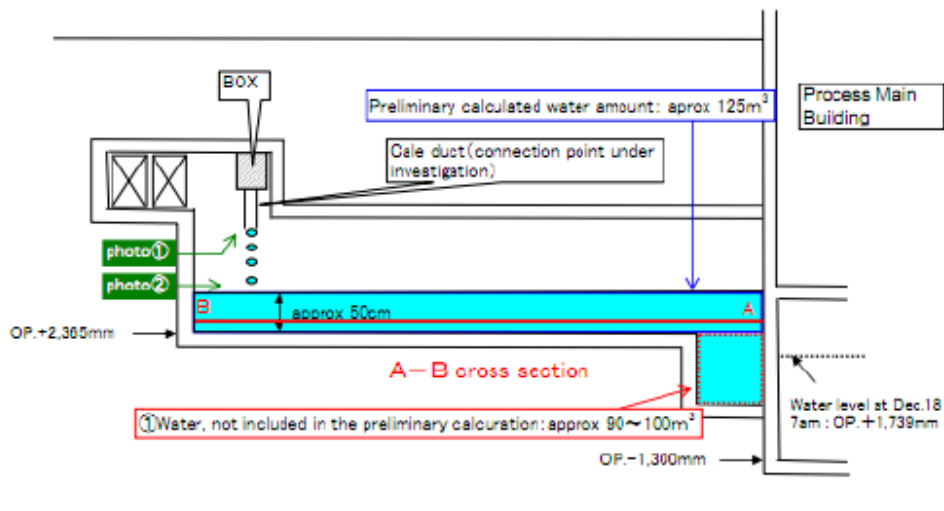 BOX
Preliminary calculated water amount: aprox 125m³
Process Main
Building
Cale duct(connection point under
investigation)
photo①
photo②
B
approx 50cm
A
OP.+2,365mm
A－B cross section
Water level at Dec.18
7am : OP.＋1,739mm
①Water, not included in the preliminary calcuration:approx 90～100m³
OP.-1,300mm